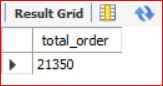 Result Grid
total_order
21350